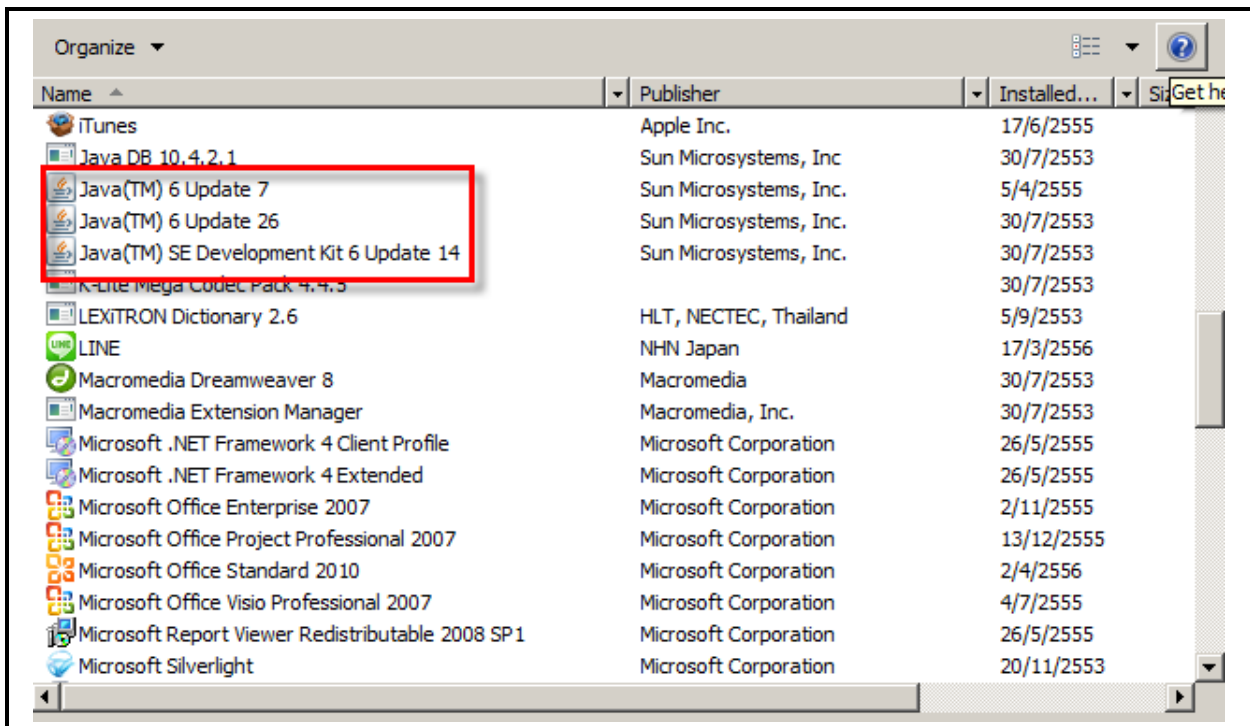 Organize
Name Publisher Installed... Siz
Get he
iTunes Apple Inc. 17/6/2555
Java DB 10.4.2.1 Sun Microsystems, Inc 30/7/2553
Java(TM) 6 Update 7 Sun Microsystems, Inc. 5/4/2555
Java(TM) 6 Update 26 Sun Microsystems, Inc. 30/7/2553
Java(TM) SE Development Kit 6 Update 14 Sun Microsystems, Inc. 30/7/2553
K-Lite Mega Codec Pack 4.4.5 30/7/2553
LEXiTRON Dictionary 2.6 HLT, NECTEC, Thailand 5/9/2553
LINE NHN Japan 17/3/2556
Macromedia Dreamweaver 8 Macromedia 30/7/2553
Macromedia Extension Manager Macromedia, Inc. 30/7/2553
Microsoft .NET Framework 4 Client Profile Microsoft Corporation 26/5/2555
Microsoft .NET Framework 4 Extended Microsoft Corporation 26/5/2555
Microsoft Office Enterprise 2007 Microsoft Corporation 2/11/2555
Microsoft Office Project Professional 2007 Microsoft Corporation 13/12/2555
Microsoft Office Standard 2010 Microsoft Corporation 2/4/2556
Microsoft Office Visio Professional 2007 Microsoft Corporation 4/7/2555
Microsoft Report Viewer Redistributable 2008 SP1 Microsoft Corporation 26/5/2555
Microsoft Silverlight Microsoft Corporation 20/11/2553